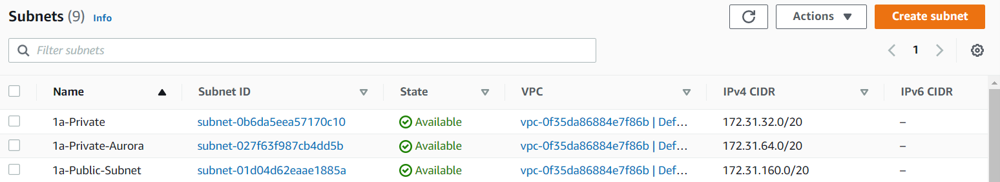 Subnets (9) Info Actions Create subnet
Filter subnets 1
Name Subnet ID State VPC IPv4 CIDR IPv6 CIDR
1a-Private subnet-0b6da5eea57170c10 Available vpc-0f35da86884e7f86b | Def… 172.31.32.0/20 –
1a-Private-Aurora subnet-027f63f987cb4dd5b Available vpc-0f35da86884e7f86b | Def… 172.31.64.0/20 –
1a-Public-Subnet subnet-01d04d62eaae1885a Available vpc-0f35da86884e7f86b | Def… 172.31.160.0/20 –